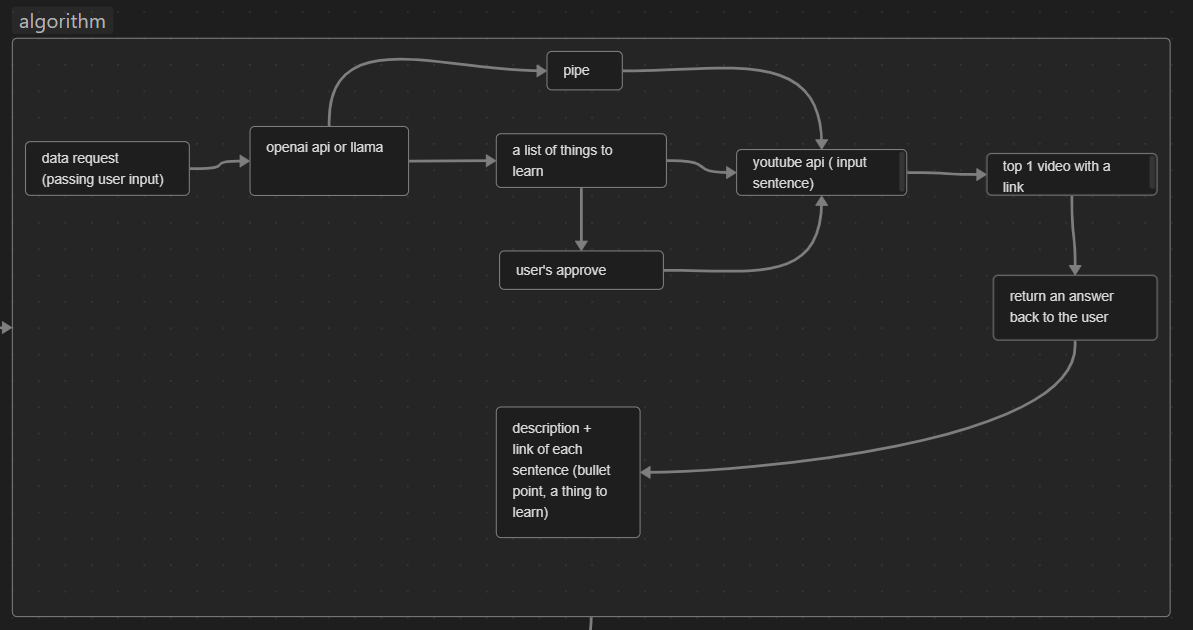 algorithm
pipe
data request
(passing user input)
openai api or llama
a list of things to
learn
youtube api ( input
sentence)
top 1 video with a
link
user's approve
return an answer
back to the user
description +
link of each
sentence (bullet
point, a thing to
learn)